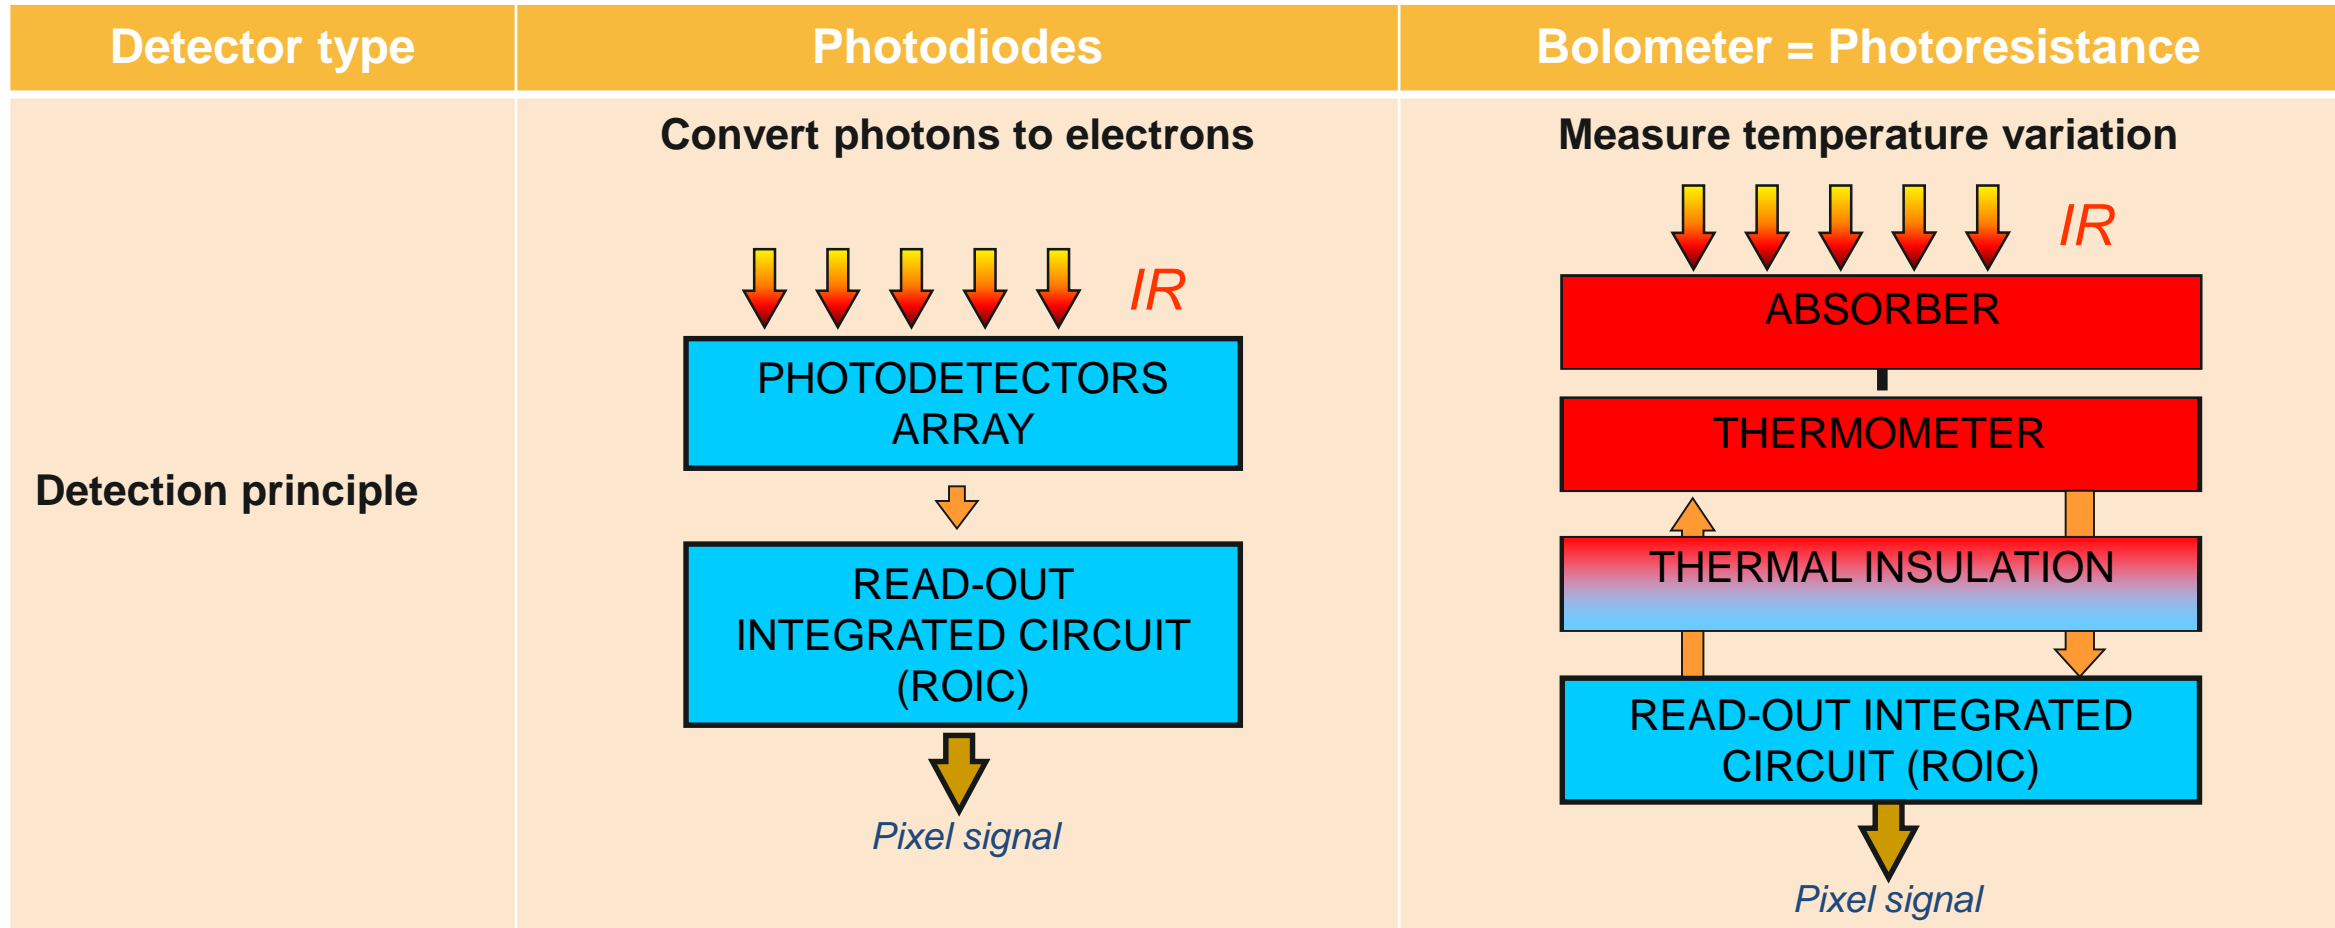 Detector type
Photodiodes
Bolometer = Photoresistance
Detection principle
Convert photons to electrons
IR
PHOTODETECTORS
ARRAY
READ-OUT
INTEGRATED CIRCUIT
(ROIC)
Pixel signal
Measure temperature variation
IR
ABSORBER
THERMOMETER
THERMAL INSULATION
READ-OUT INTEGRATED
CIRCUIT (ROIC)
Pixel signal